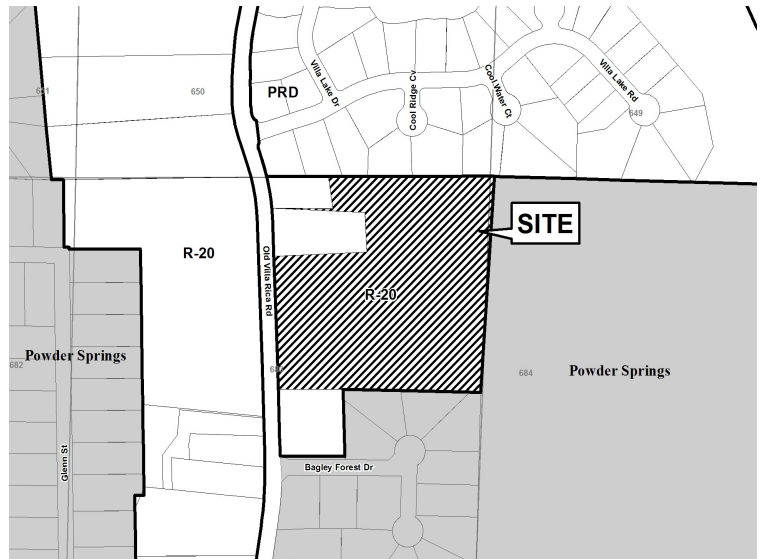 Villa Lake Dr
Cool Ridge Cv
Cool Water Ct
Villa Lake Rd
PRD
650
649
SITE
R-20
Old Villa Rica Rd
R-20
Powder Springs
682
684
Powder Springs
Glenn St
Bagley Forest Dr